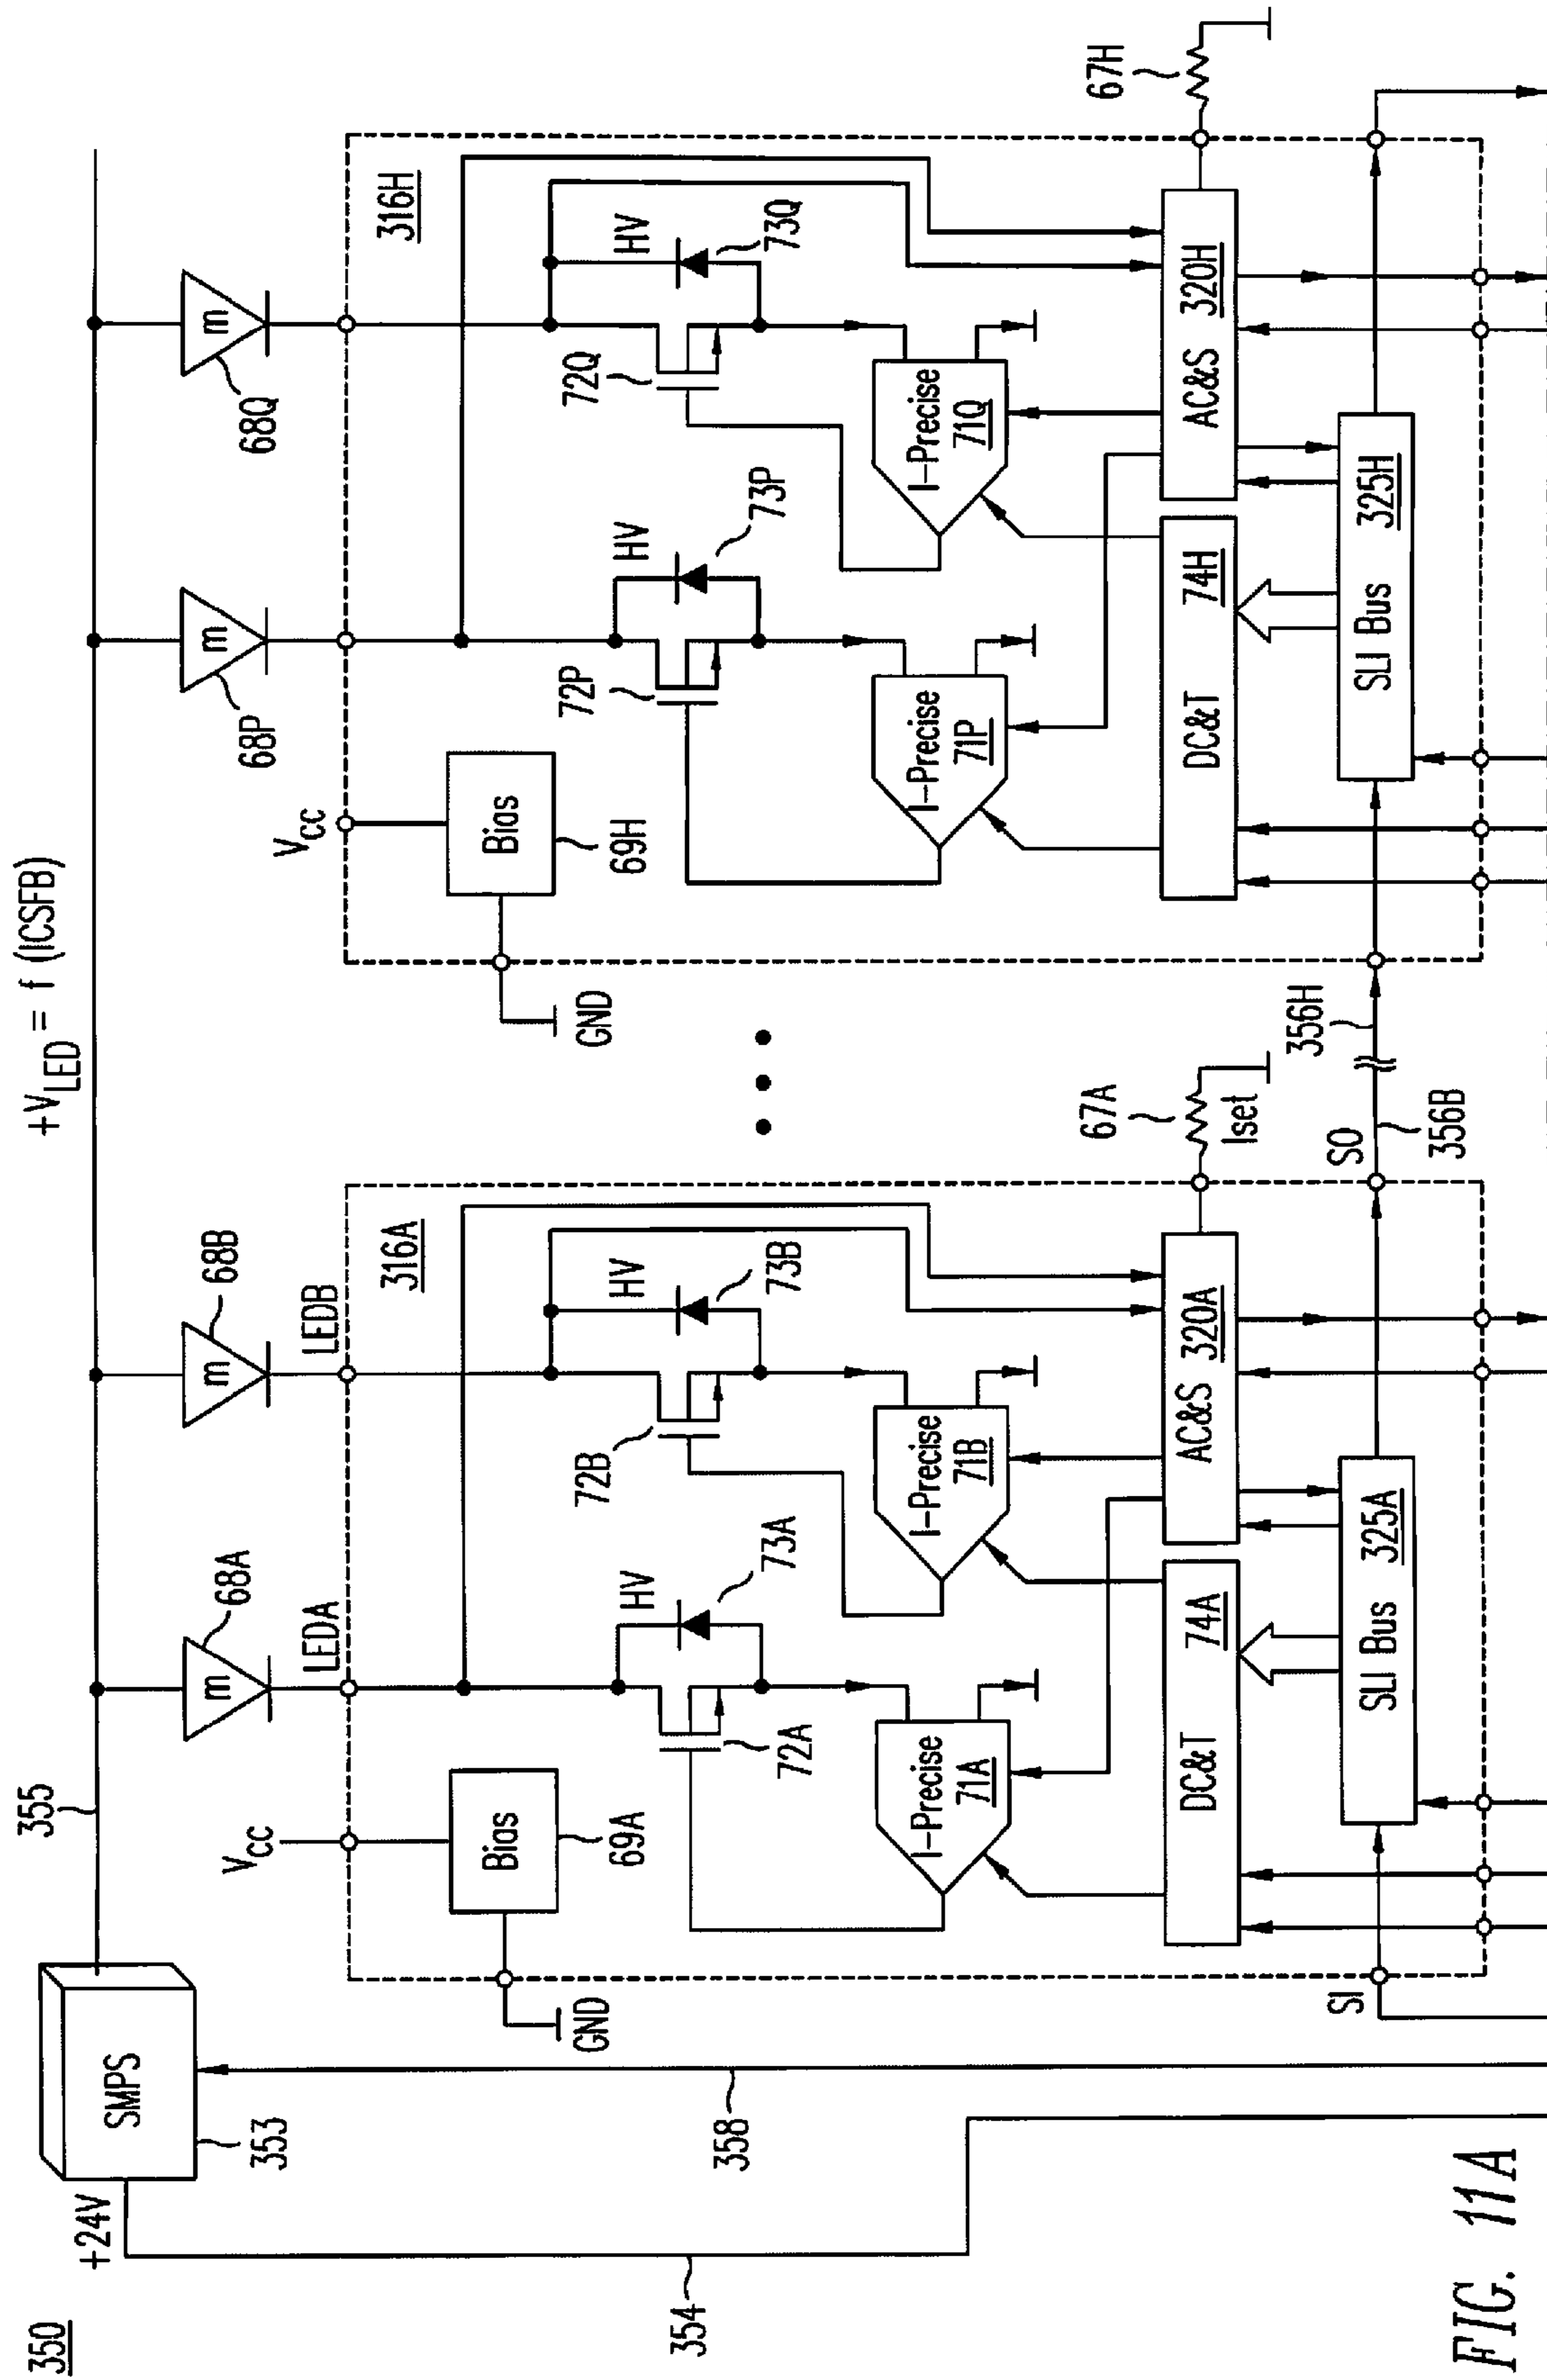 350
+24V
SMPS
353
354
358
355
+VLED = f (ICSFB)
68A
68B
68P
68Q
m
m
m
m
LEDA
LEDB
VCC
GND
Bias
69A
316A
HV
72A
73A
HV
72B
73B
I-Precise
71A
I-Precise
71B
DC&T 74A
AC&S 320A
67A
Iset
SLI Bus 325A
SI
SO
356B
356H
VCC
GND
Bias
69H
316H
HV
72P
73P
HV
72Q
73Q
I-Precise
71P
I-Precise
71Q
DC&T 74H
AC&S 320H
67H
SLI Bus 325H
FIG. 11A